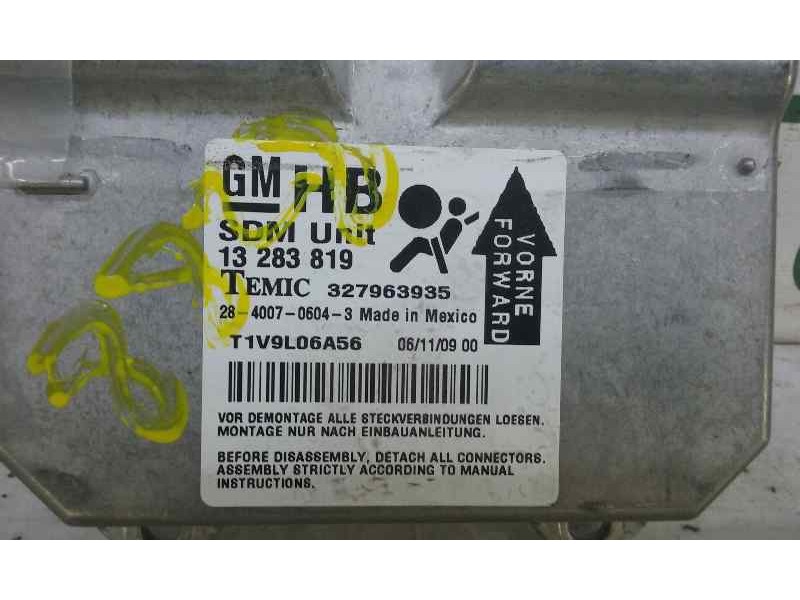 GM HB
SDM Unit
13 283 819
TEMIC 327963935
28-4007-0604-3 Made in Mexico
T1V9L06A56 06/11/09 00
VORNE
FORWARD
VOR DEMONTAGE ALLE STECKVERBINDUNGEN LOESEN.
MONTAGE NUR NACH EINBAUANLEITUNG.
BEFORE DISASSEMBLY, DETACH ALL CONNECTORS.
ASSEMBLY STRICTLY ACCORDING TO MANUAL
INSTRUCTIONS.